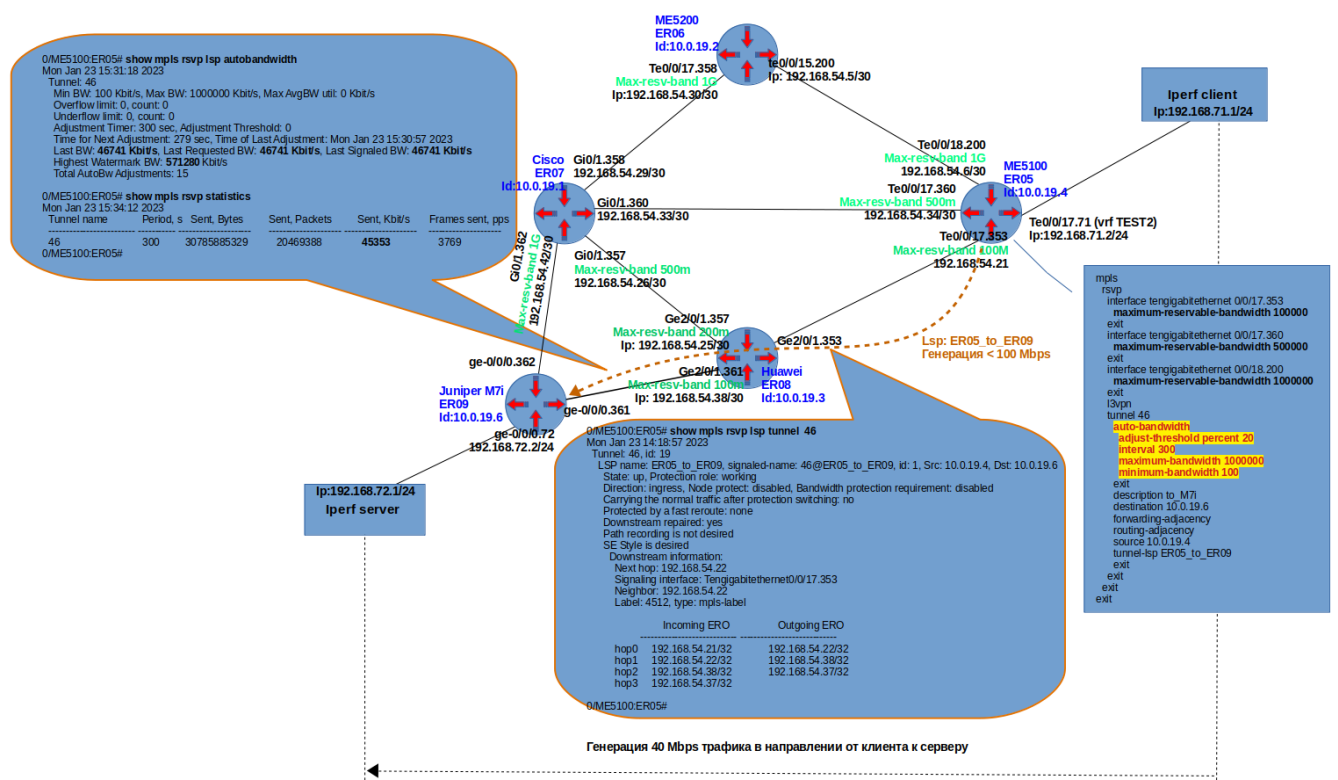 ME5200
ER06
Id:10.0.19.2
Te0/0/17.358
Max-resv-band 1G
Ip:192.168.54.30/30
te0/0/15.200
Ip: 192.168.54.5/30
0/ME5100:ER05# show mpls rsvp lsp autobandwidth
Mon Jan 23 15:31:18 2023
Tunnel: 46
Min BW: 100 Kbit/s, Max BW: 1000000 Kbit/s, Max AvgBW util: 0 Kbit/s
Overflow limit: 0, count: 0
Underflow limit: 0, count: 0
Adjustment Timer: 300 sec, Adjustment Threshold: 0
Time for Next Adjustment: 279 sec, Time of Last Adjustment: Mon Jan 23 15:30:57 2023
Last BW: 46741 Kbit/s, Last Requested BW: 46741 Kbit/s, Last Signaled BW: 46741 Kbit/s
Highest Watermark BW: 571280 Kbit/s
Total AutoBw Adjustments: 15
0/ME5100:ER05# show mpls rsvp statistics
Mon Jan 23 15:34:12 2023
Tunnel name Period, s Sent, Bytes Sent, Packets Sent, Kbit/s Frames sent, pps
46 300 30785885329 20469388 45353 3769
0/ME5100:ER05#
Iperf client
Ip:192.168.71.1/24
Cisco
ER07
Id:10.0.19.1
Gi0/1.358
192.168.54.29/30
Gi0/1.360
192.168.54.33/30
Gi0/1.357
Max-resv-band 500m
192.168.54.26/30
Gi0/1.362
Max-resv-band 1G
192.168.54.42/30
Te0/0/18.200
Max-resv-band 1G
192.168.54.6/30
ME5100
ER05
Id:10.0.19.4
Te0/0/17.360
Max-resv-band 500m
192.168.54.34/30
Te0/0/17.353
Max-resv-band 100M
192.168.54.21
Te0/0/17.71 (vrf TEST2)
Ip:192.168.71.2/24
Ge2/0/1.357
Max-resv-band 200m
Ip: 192.168.54.25/30
Ge2/0/1.353
Ge2/0/1.361
Max-resv-band 100m
Ip: 192.168.54.38/30
Huawei
ER08
Id:10.0.19.3
Lsp: ER05_to_ER09
Генерация < 100 Mbps
ge-0/0/0.362
Juniper M7i
ER09
Id:10.0.19.6
ge-0/0/0.361
ge-0/0/0.72
192.168.72.2/24
Ip:192.168.72.1/24
Iperf server
mpls
rsvp
interface tengigabitethernet 0/0/17.353
maximum-reservable-bandwidth 100000
exit
interface tengigabitethernet 0/0/17.360
maximum-reservable-bandwidth 500000
exit
interface tengigabitethernet 0/0/18.200
maximum-reservable-bandwidth 1000000
exit
l3vpn
tunnel 46
auto-bandwidth
adjust-threshold percent 20
interval 300
maximum-bandwidth 1000000
minimum-bandwidth 100
exit
description to_M7i
destination 10.0.19.6
forwarding-adjacency
routing-adjacency
source 10.0.19.4
tunnel-lsp ER05_to_ER09
exit
exit
exit
exit
0/ME5100:ER05# show mpls rsvp lsp tunnel 46
Mon Jan 23 14:18:57 2023
Tunnel: 46, id: 19
LSP name: ER05_to_ER09, signaled-name: 46@ER05_to_ER09, id: 1, Src: 10.0.19.4, Dst: 10.0.19.6
State: up, Protection role: working
Direction: ingress, Node protect: disabled, Bandwidth protection requirement: disabled
Carrying the normal traffic after protection switching: no
Protected by a fast reroute: none
Downstream repaired: yes
Path recording is not desired
SE Style is desired
Downstream information:
Next hop: 192.168.54.22
Signaling interface: Tengigabitethernet0/0/17.353
Neighbor: 192.168.54.22
Label: 4512, type: mpls-label
Incoming ERO Outgoing ERO
hop0 192.168.54.21/32 192.168.54.22/32
hop1 192.168.54.22/32 192.168.54.38/32
hop2 192.168.54.38/32 192.168.54.37/32
hop3 192.168.54.37/32
0/ME5100:ER05#
Генерация 40 Mbps трафика в направлении от клиента к серверу